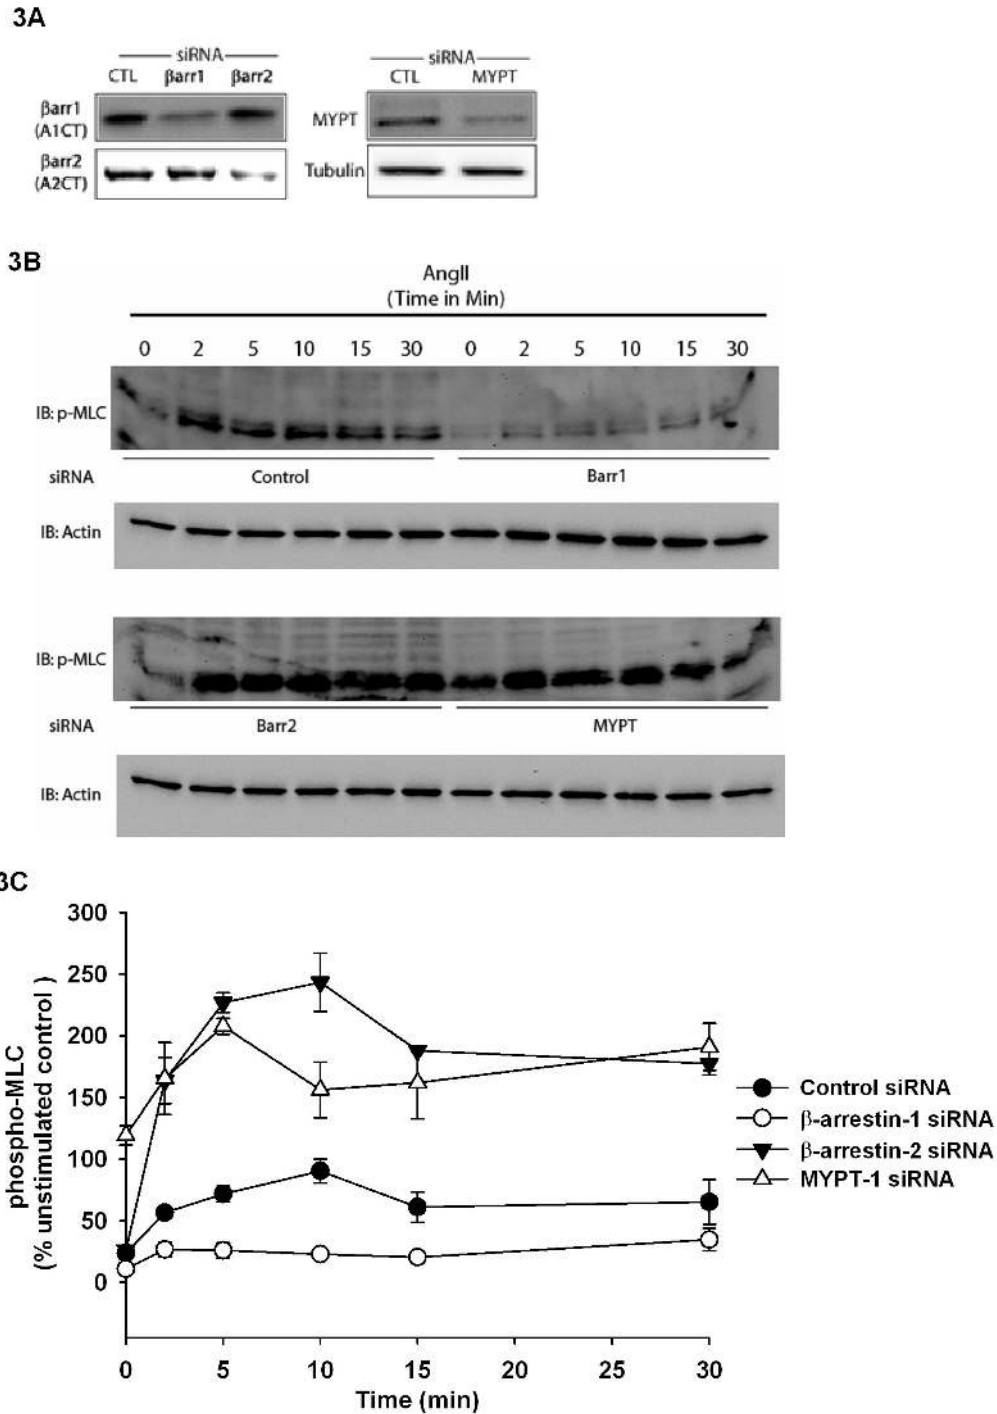 3A
siRNA
CTL βarr1 βarr2
βarr1
(A1CT)
βarr2
(A2CT)
siRNA
CTL MYPT
MYPT
Tubulin
3B
AngII
(Time in Min)
0 2 5 10 15 30 0 2 5 10 15 30
IB: p-MLC
siRNA Control Barr1
IB: Actin
IB: p-MLC
siRNA Barr2 MYPT
IB: Actin
3C
phospho-MLC
(% unstimulated control )
300
250
200
150
100
50
0
0 5 10 15 20 25 30
Time (min)
Control siRNA
β-arrestin-1 siRNA
β-arrestin-2 siRNA
MYPT-1 siRNA